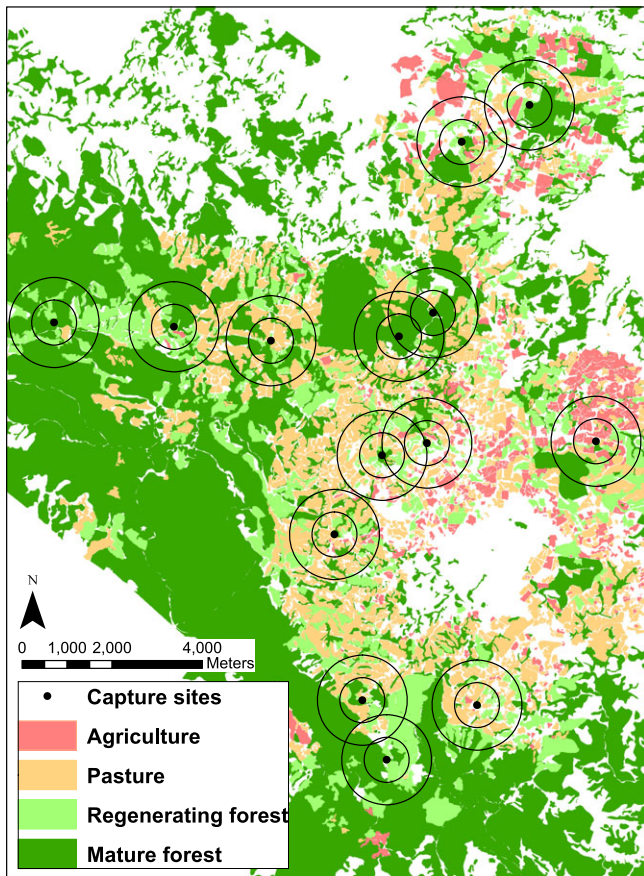 N
0 1,000 2,000 4,000
Meters
Capture sites
Agriculture
Pasture
Regenerating forest
Mature forest